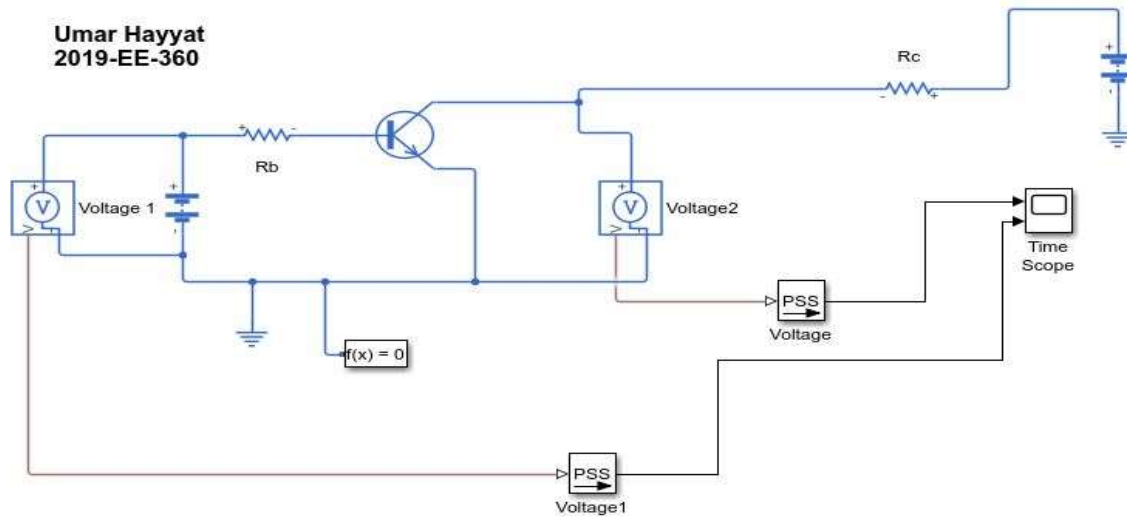 Umar Hayyat
2019-EE-360
Rc
+
-
+
-
+
-
Rb
+
V
Voltage 1
V
+
-
+
V
Voltage2
V
Time
Scope
PSS
Voltage
f(x) = 0
PSS
Voltage1